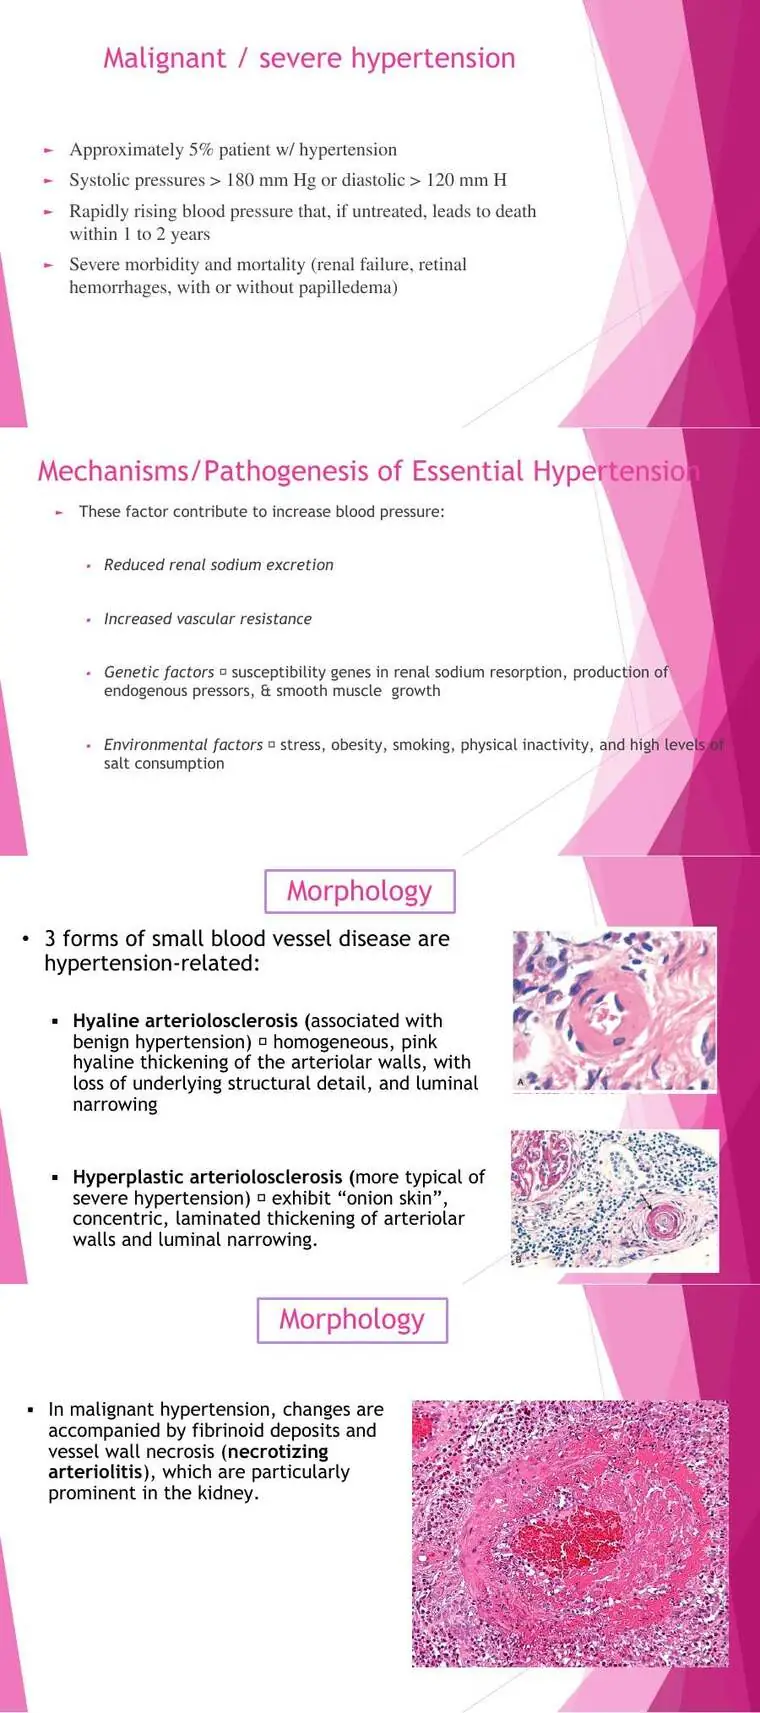 Malignant / severe hypertension
► Approximately 5% patient w/ hypertension
► Systolic pressures > 180 mm Hg or diastolic > 120 mm H
► Rapidly rising blood pressure that, if untreated, leads to death
within 1 to 2 years
► Severe morbidity and mortality (renal failure, retinal
hemorrhages, with or without papilledema)
Mechanisms/Pathogenesis of Essential Hypertension
► These factor contribute to increase blood pressure:
▪ Reduced renal sodium excretion
▪ Increased vascular resistance
▪ Genetic factors □ susceptibility genes in renal sodium resorption, production of
endogenous pressors, & smooth muscle growth
▪ Environmental factors □ stress, obesity, smoking, physical inactivity, and high levels of
salt consumption
Morphology
• 3 forms of small blood vessel disease are
hypertension-related:
▪ Hyaline arteriolosclerosis (associated with
benign hypertension) □ homogeneous, pink
hyaline thickening of the arteriolar walls, with
loss of underlying structural detail, and luminal
narrowing
A
▪ Hyperplastic arteriolosclerosis (more typical of
severe hypertension) □ exhibit “onion skin”,
concentric, laminated thickening of arteriolar
walls and luminal narrowing.
B
Morphology
▪ In malignant hypertension, changes are
accompanied by fibrinoid deposits and
vessel wall necrosis (necrotizing
arteriolitis), which are particularly
prominent in the kidney.